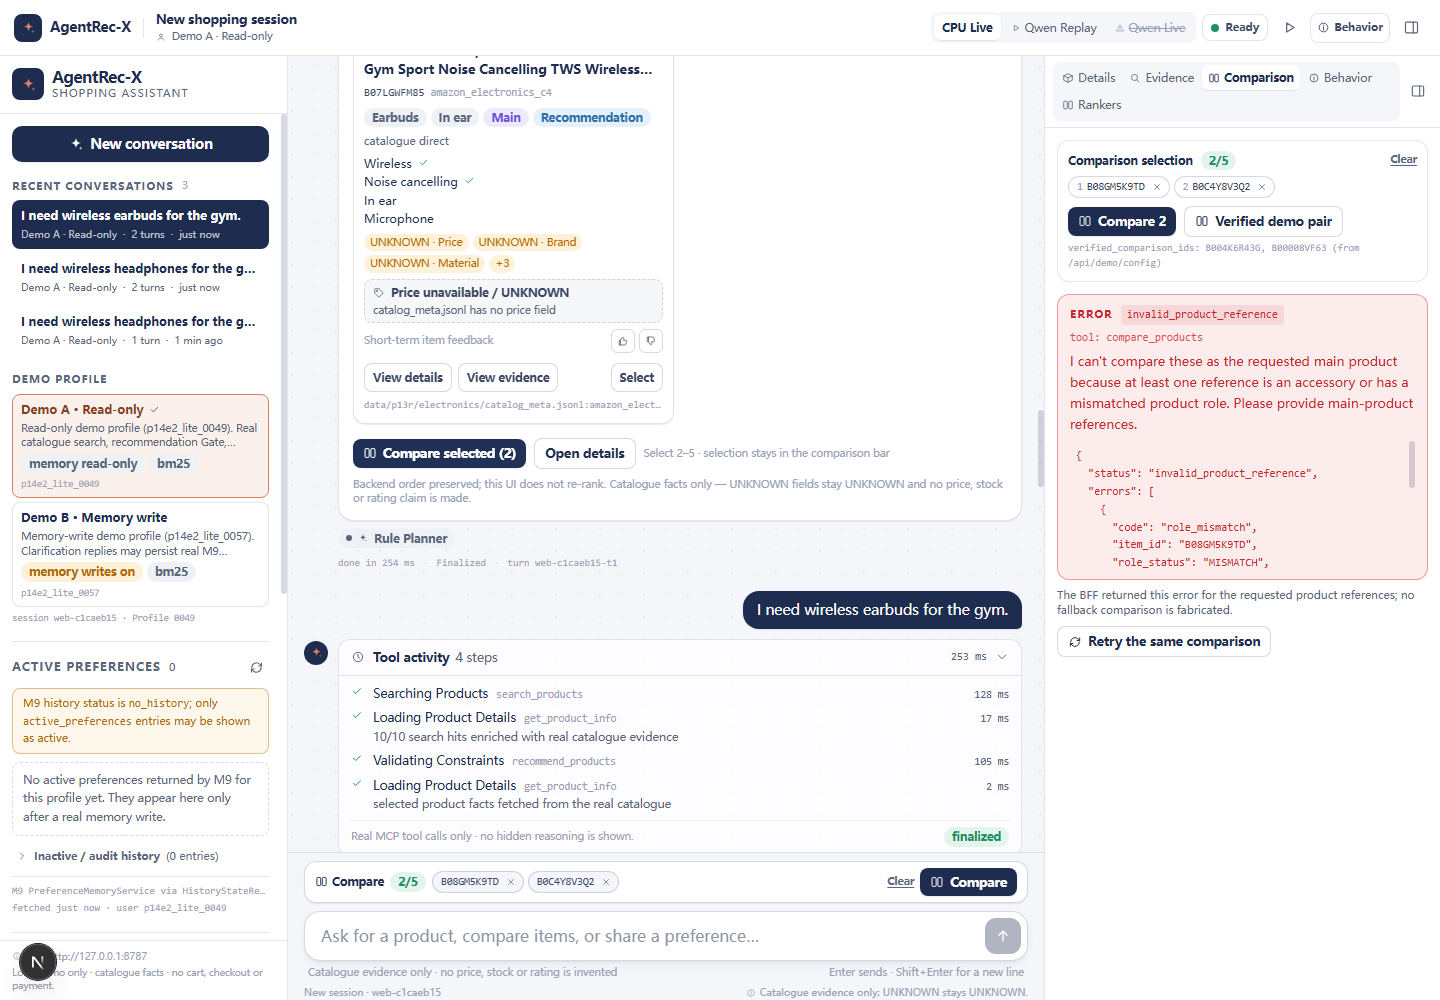 AgentRec-X
New shopping session
Demo A · Read-only
CPU Live
Qwen Replay
Qwen Live
Ready
Behavior
AgentRec-X
SHOPPING ASSISTANT
New conversation
RECENT CONVERSATIONS 3
I need wireless earbuds for the gym.
Demo A · Read-only · 2 turns · just now
I need wireless headphones for the g...
Demo A · Read-only · 2 turns · just now
I need wireless headphones for the g...
Demo A · Read-only · 1 turn · 1 min ago
DEMO PROFILE
Demo A • Read-only
Read-only demo profile (p14e2_lite_0049). Real
catalogue search, recommendation Gate,...
memory read-only bm25
p14e2_lite_0049
Demo B • Memory write
Memory-write demo profile (p14e2_lite_0057).
Clarification replies may persist real M9...
memory writes on bm25
p14e2_lite_0057
session web-c1caeb15 · Profile 0049
ACTIVE PREFERENCES 0
M9 history status is no_history; only
active_preferences entries may be shown
as active.
No active preferences returned by M9 for
this profile yet. They appear here only
after a real memory write.
Inactive / audit history (0 entries)
M9 PreferenceMemoryService via HistoryStateRe…
fetched just now · user p14e2_lite_0049
ttp://127.0.0.1:8787
N
no only · catalogue facts · no cart, checkout or
payment.
Gym Sport Noise Cancelling TWS Wireless...
B07LGWFM85 amazon_electronics_c4
Earbuds In ear Main Recommendation
catalogue direct
Wireless
Noise cancelling
In ear
Microphone
UNKNOWN · Price UNKNOWN · Brand
UNKNOWN · Material +3
Price unavailable / UNKNOWN
catalog_meta.jsonl has no price field
Short-term item feedback
View details View evidence Select
data/p13r/electronics/catalog_meta.jsonl:amazon_elect…
Compare selected (2) Open details Select 2–5 · selection stays in the comparison bar
Backend order preserved; this UI does not re-rank. Catalogue facts only — UNKNOWN fields stay UNKNOWN and no price, stock
or rating claim is made.
Rule Planner
done in 254 ms · Finalized · turn web-c1caeb15-t1
I need wireless earbuds for the gym.
Tool activity 4 steps 253 ms
Searching Products search_products 128 ms
Loading Product Details get_product_info 17 ms
10/10 search hits enriched with real catalogue evidence
Validating Constraints recommend_products 105 ms
Loading Product Details get_product_info 2 ms
selected product facts fetched from the real catalogue
Real MCP tool calls only · no hidden reasoning is shown. finalized
Compare 2/5 B08GM5K9TD × B0C4Y8V3Q2 × Clear Compare
Ask for a product, compare items, or share a preference...
Catalogue evidence only · no price, stock or rating is invented Enter sends · Shift+Enter for a new line
New session · web-c1caeb15 Catalogue evidence only; UNKNOWN stays UNKNOWN.
Details Evidence Comparison Behavior
Rankers
Comparison selection 2/5 Clear
1 B08GM5K9TD × 2 B0C4Y8V3Q2 ×
Compare 2 Verified demo pair
verified_comparison_ids: B004K6R43G, B00008VF63 (from
/api/demo/config)
ERROR invalid_product_reference
tool: compare_products
I can't compare these as the requested main product
because at least one reference is an accessory or has a
mismatched product role. Please provide main-product
references.
{
"status": "invalid_product_reference",
"errors": [
{
"code": "role_mismatch",
"item_id": "B08GM5K9TD",
"role_status": "MISMATCH",
The BFF returned this error for the requested product references; no
fallback comparison is fabricated.
Retry the same comparison